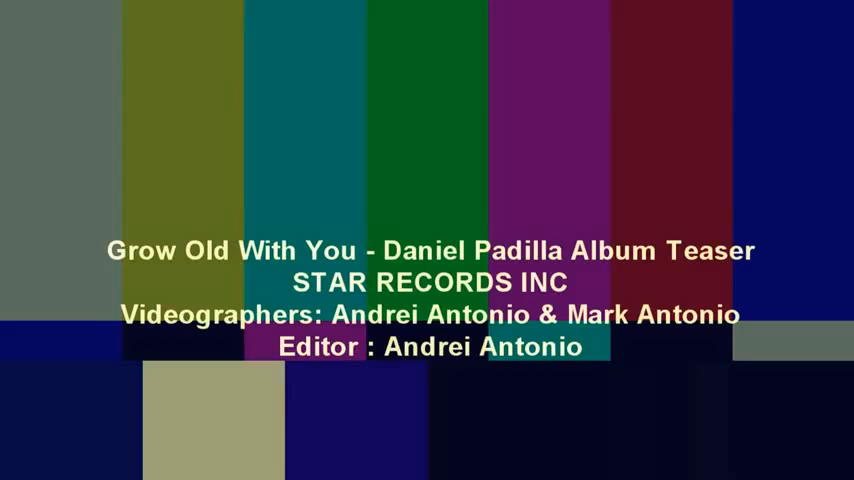 Grow Old With You - Daniel Padilla Album Teaser
STAR RECORDS INC
Videographers: Andrei Antonio & Mark Antonio
Editor : Andrei Antonio